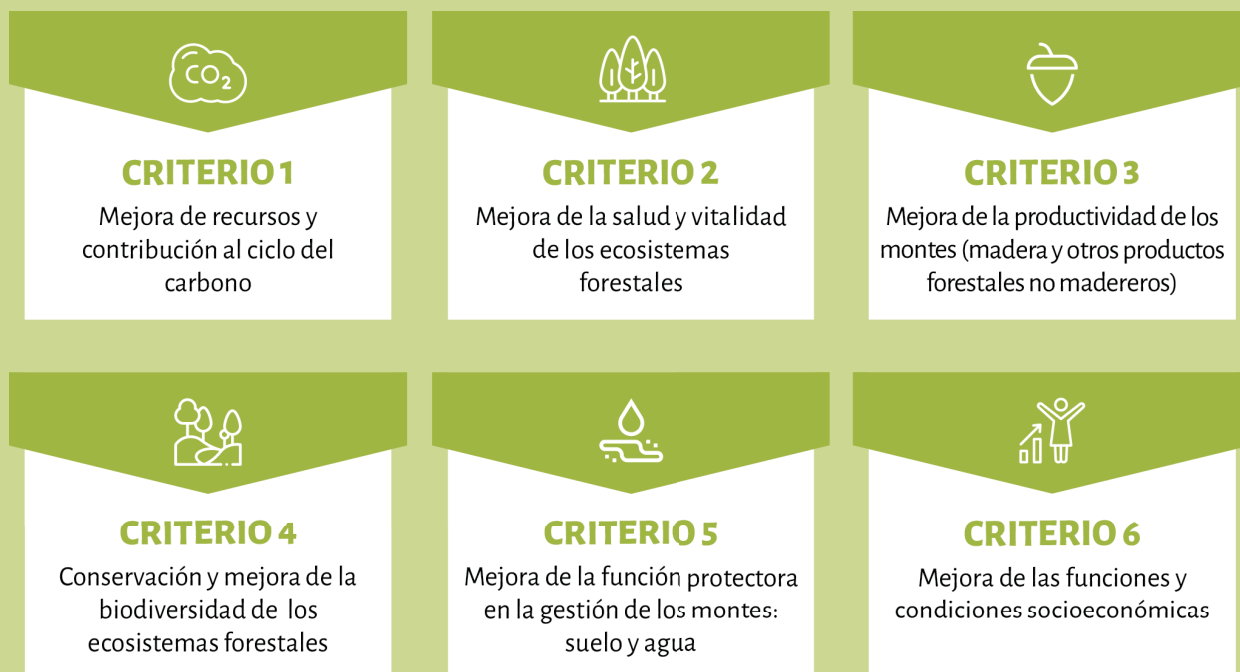 CO₂
CRITERIO 1
Mejora de recursos y
contribución al ciclo del
carbono
CRITERIO 2
Mejora de la salud y vitalidad
de los ecosistemas
forestales
CRITERIO 3
Mejora de la productividad de los
montes (madera y otros productos
forestales no madereros)
CRITERIO 4
Conservación y mejora de la
biodiversidad de los
ecosistemas forestales
CRITERIO 5
Mejora de la función protectora
en la gestión de los montes:
suelo y agua
CRITERIO 6
Mejora de las funciones y
condiciones socioeconómicas